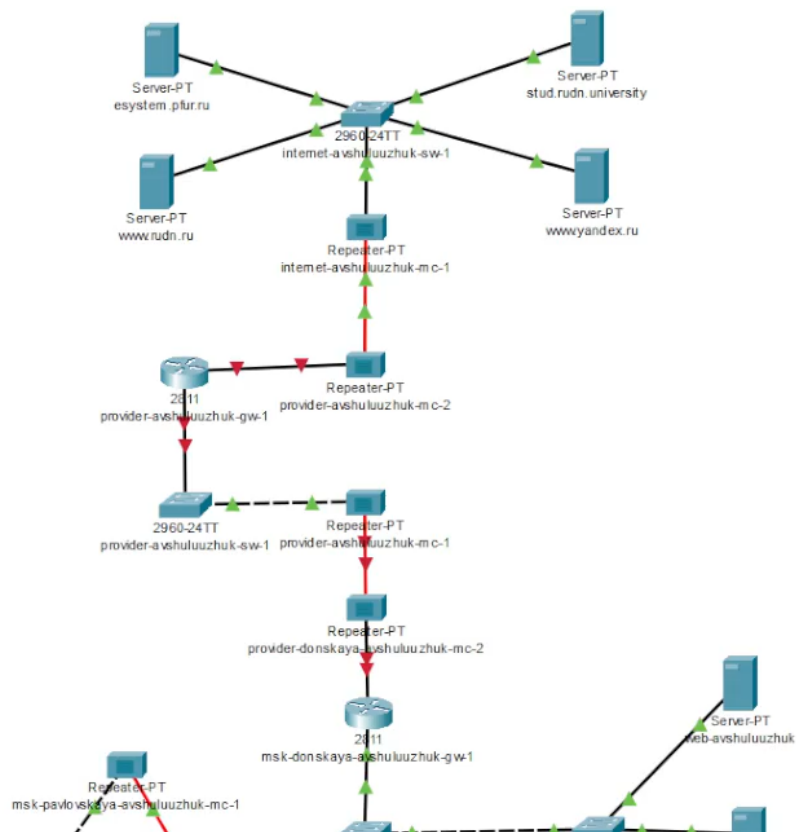 Server-PT
esystem.pfur.ru
Server-PT
stud.rudn.university
2960-24TT
internet-avshuluuzhuk-sw-1
Server-PT
www.rudn.ru
Server-PT
www.yandex.ru
Repeater-PT
internet-avshuluuzhuk-mc-1
Repeater-PT
provider-avshuluuzhuk-mc-2
2811
provider-avshuluuzhuk-gw-1
2960-24TT
provider-avshuluuzhuk-sw-1
Repeater-PT
provider-avshuluuzhuk-mc-1
Repeater-PT
provider-donskaya-avshuluuzhuk-mc-2
Server-PT
web-avshuluuzhuk
2811
msk-donskaya-avshuluuzhuk-gw-1
Repeater-PT
msk-pavlovskaya-avshuluuzhuk-mc-1